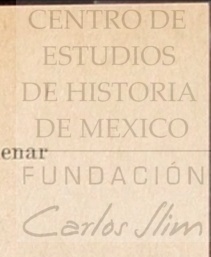 CENTRO DE
ESTUDIOS
DE HISTORIA
DE MEXICO
enar
FUNDACIÓN
Carlos Slim